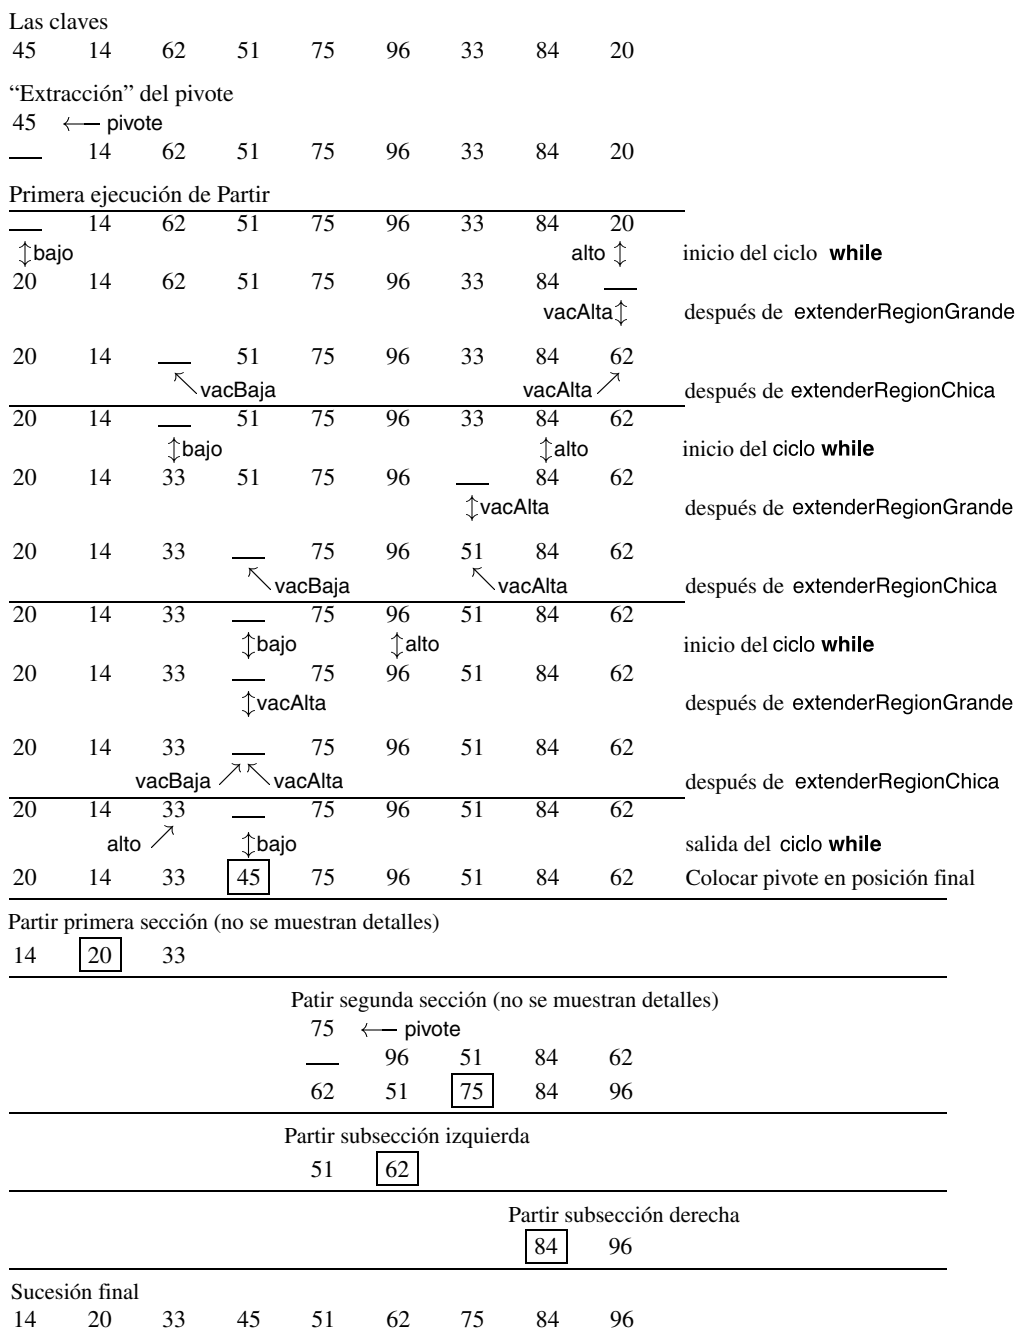 Las claves
45 14 62 51 75 96 33 84 20
“Extracción” del pivote
45 ←— pivote
__ 14 62 51 75 96 33 84 20
Primera ejecución de Partir
__ 14 62 51 75 96 33 84 20
↕bajo alto ↕ inicio del ciclo while
20 14 62 51 75 96 33 84 __
vacAlta↕ después de extenderRegionGrande
20 14 __ 51 75 96 33 84 62
vacBaja vacAlta después de extenderRegionChica
20 14 __ 51 75 96 33 84 62
↕bajo ↕alto inicio del ciclo while
20 14 33 51 75 96 __ 84 62
↕vacAlta después de extenderRegionGrande
20 14 33 __ 75 96 51 84 62
vacBaja vacAlta después de extenderRegionChica
20 14 33 __ 75 96 51 84 62
↕bajo ↕alto inicio del ciclo while
20 14 33 __ 75 96 51 84 62
↕vacAlta después de extenderRegionGrande
20 14 33 __ 75 96 51 84 62
vacBaja vacAlta después de extenderRegionChica
20 14 33 __ 75 96 51 84 62
alto ↕bajo salida del ciclo while
20 14 33 45 75 96 51 84 62 Colocar pivote en posición final
Partir primera sección (no se muestran detalles)
14 20 33
Patir segunda sección (no se muestran detalles)
75 ←— pivote
__ 96 51 84 62
62 51 75 84 96
Partir subsección izquierda
51 62
Partir subsección derecha
84 96
Sucesión final
14 20 33 45 51 62 75 84 96